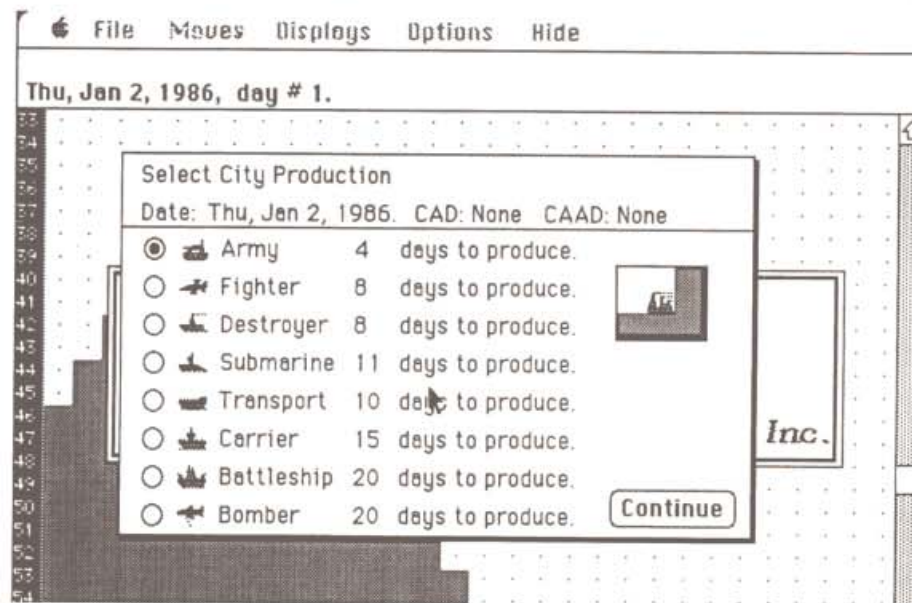 File Moves Displays Options Hide
Thu, Jan 2, 1986, day # 1.
33
34
35
36
37
38
39
40
41
42
43
44
45
46
47
48
49
50
51
52
53
54
Select City Production
Date: Thu, Jan 2, 1986. CAD: None CAAD: None
Army 4 days to produce.
Fighter 8 days to produce.
Destroyer 8 days to produce.
Submarine 11 days to produce.
Transport 10 days to produce.
Carrier 15 days to produce.
Battleship 20 days to produce.
Bomber 20 days to produce.
Continue
Inc.